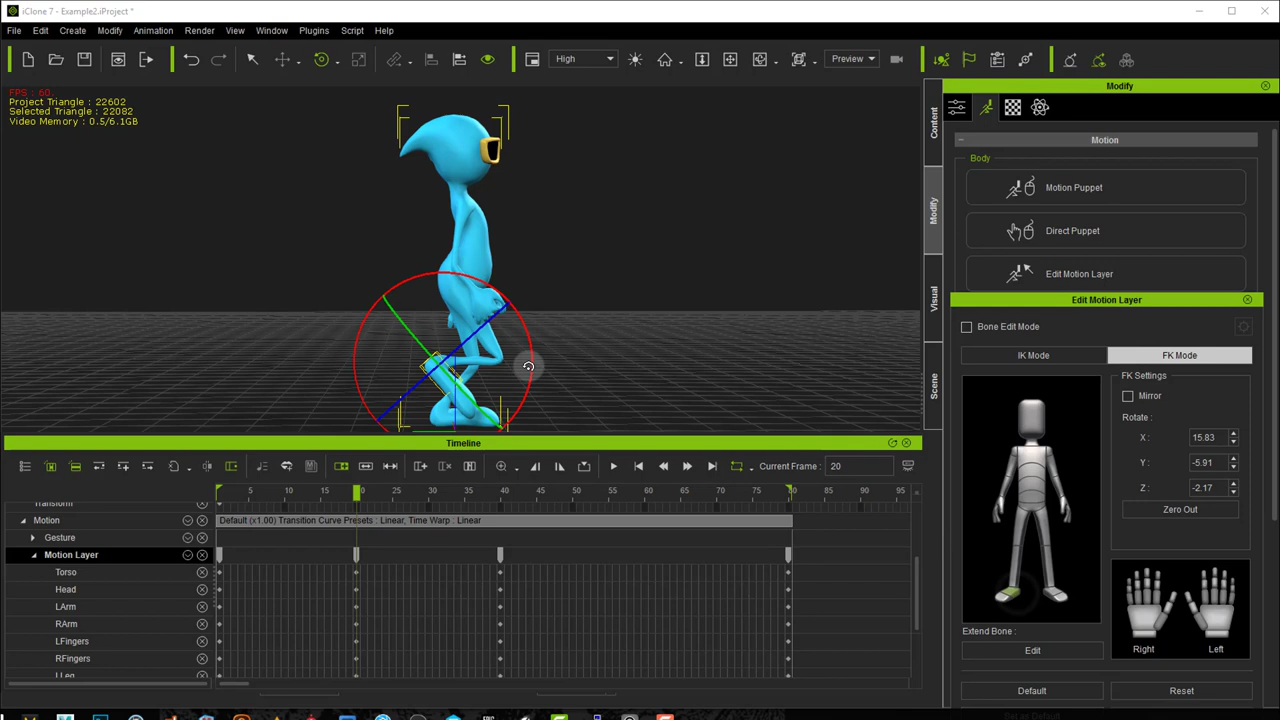 iClone 7 - Example2.iProject *
File Edit Create Modify Animation Render View Window Plugins Script Help
High
Preview
FPS : 60.
Project Triangle : 22602
Selected Triangle : 22082
Video Memory : 0.5/6.1GB
Content
Modify
Visual
Scene
Modify
Motion
Body
Motion Puppet
Direct Puppet
Edit Motion Layer
Edit Motion Layer
Bone Edit Mode
IK Mode FK Mode
FK Settings
Mirror
Rotate :
X : 15.83
Y : -5.91
Z : -2.17
Zero Out
Right Left
Extend Bone :
Edit
Default Reset
Timeline
Current Frame : 20
5 10 15 20 25 30 35 40 45 50 55 60 65 70 75 80 85 90 95
Transform
Motion
Default (x1.00) Transition Curve Presets : Linear, Time Warp : Linear
Gesture
Motion Layer
Torso
Head
LArm
RArm
LFingers
RFingers
LLeg